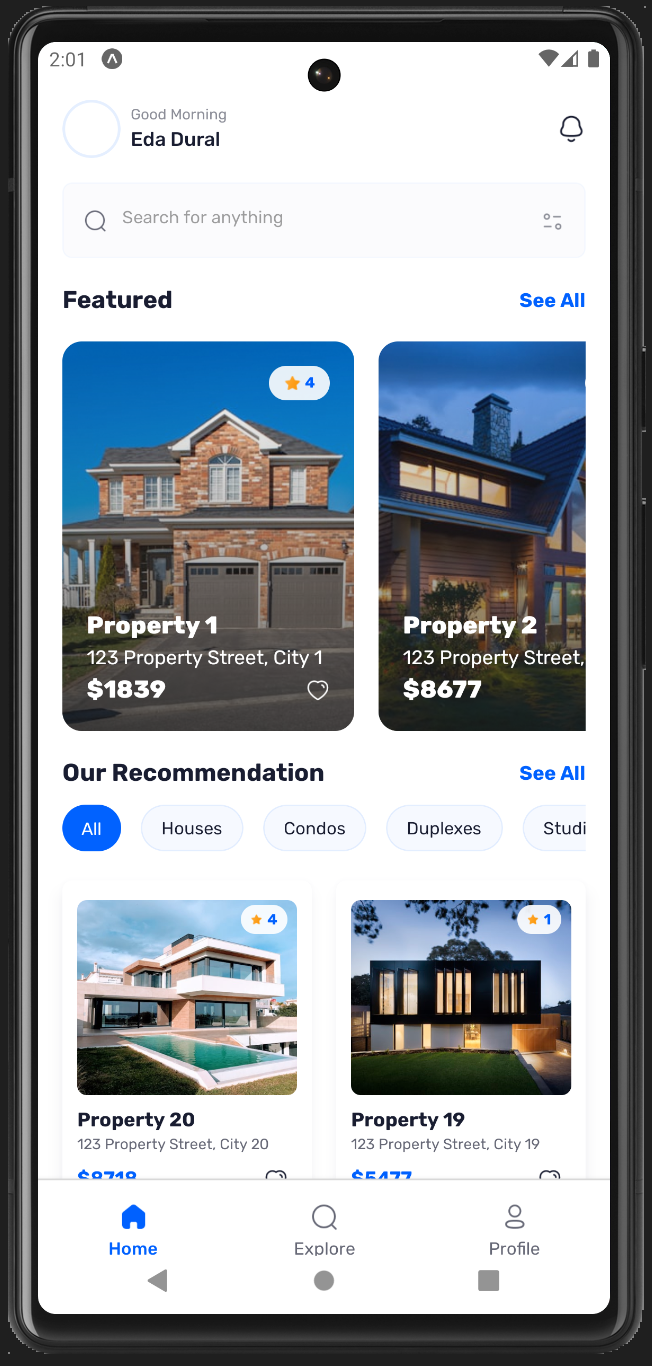 2:01
Good Morning
Eda Dural
Search for anything
Featured See All
4
Property 1
123 Property Street, City 1
$1839
Property 2
123 Property Street,
$8677
Our Recommendation See All
All Houses Condos Duplexes Studi
4
Property 20
123 Property Street, City 20
$8718
1
Property 19
123 Property Street, City 19
$5477
Home Explore Profile